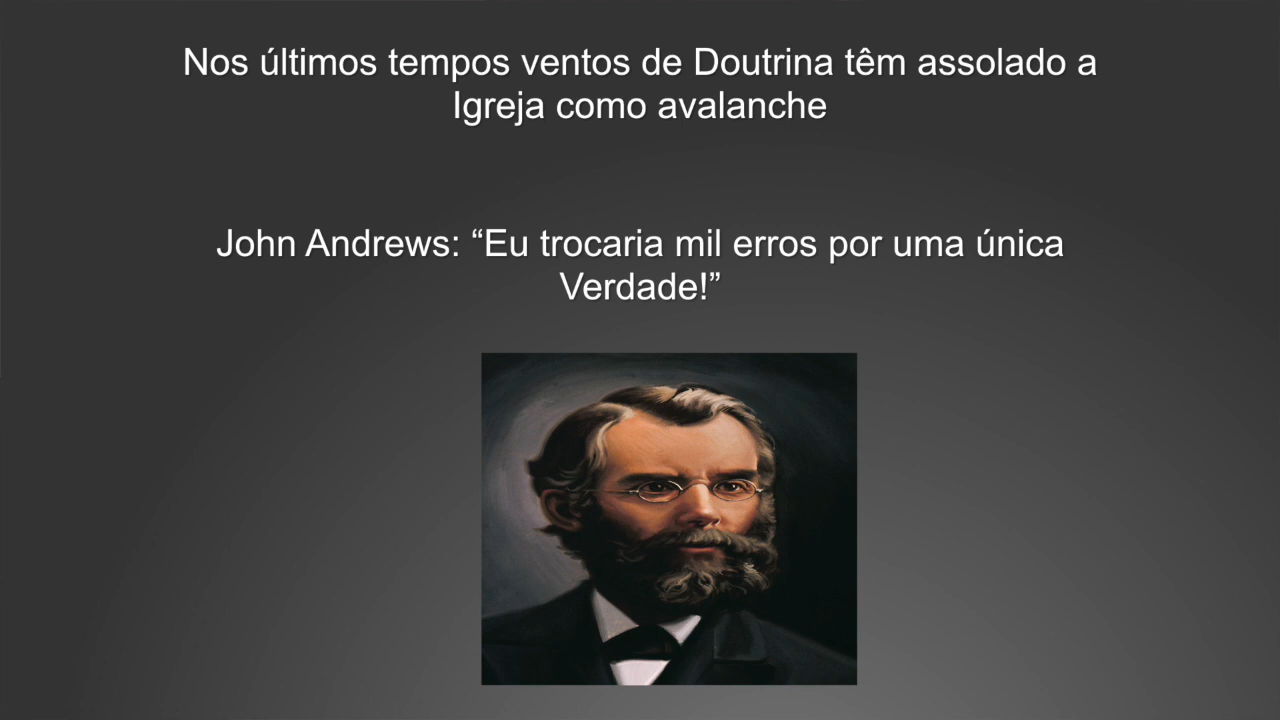 Nos últimos tempos ventos de Doutrina têm assolado a
Igreja como avalanche
John Andrews: “Eu trocaria mil erros por uma única
Verdade!”